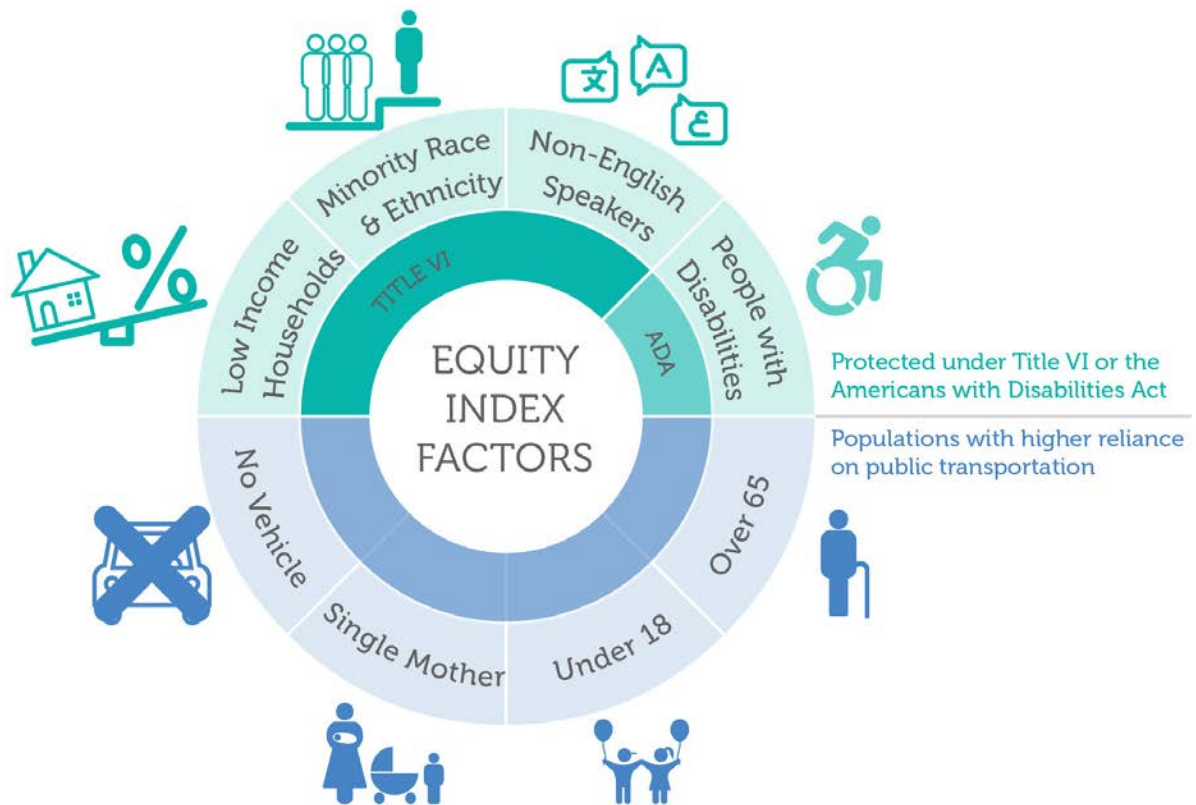 文
A
ع
Minority Race
& Ethnicity
Non-English
Speakers
%
Low Income
Households
TITLE VI
People with
Disabilities
ADA
EQUITY
INDEX
FACTORS
Protected under Title VI or the
Americans with Disabilities Act
Populations with higher reliance
on public transportation
No Vehicle
Over 65
Single Mother
Under 18